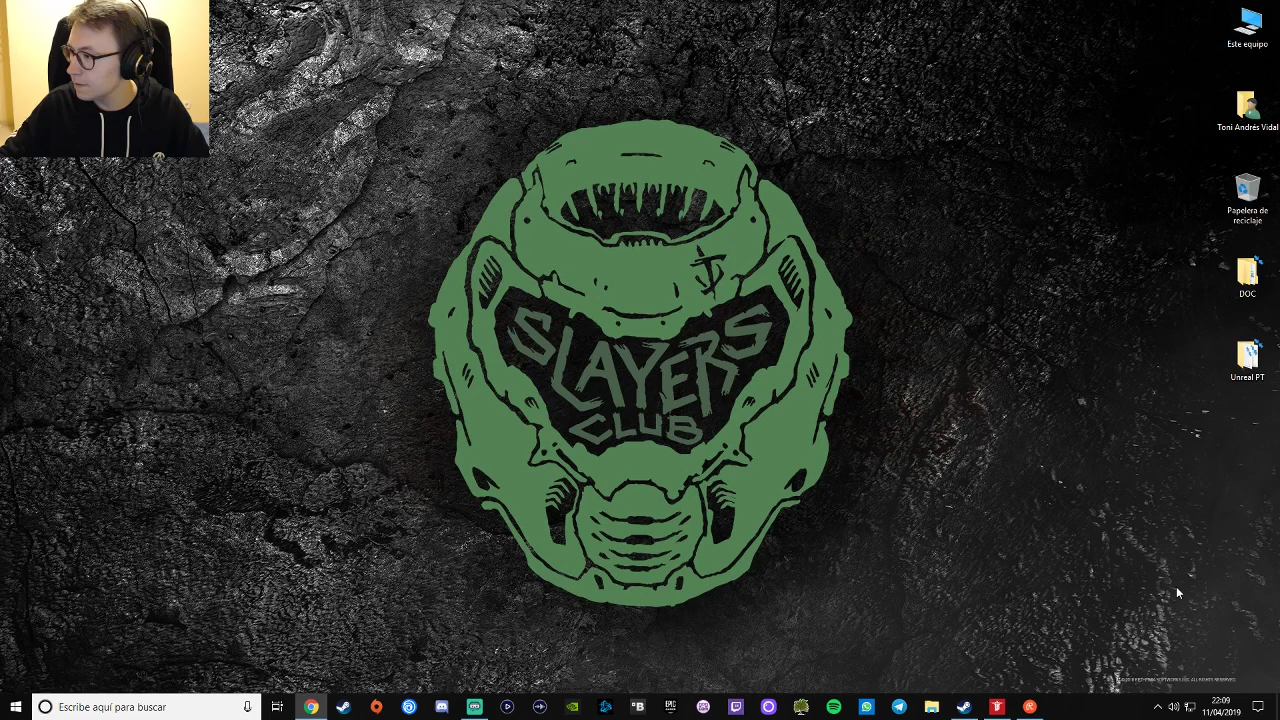 Este equipo
Toni Andrés Vidal
Papelera de
reciclaje
DOC
Unreal PT
SLAYERS
CLUB
Escribe aquí para buscar
EPIC
22:09
11/04/2019